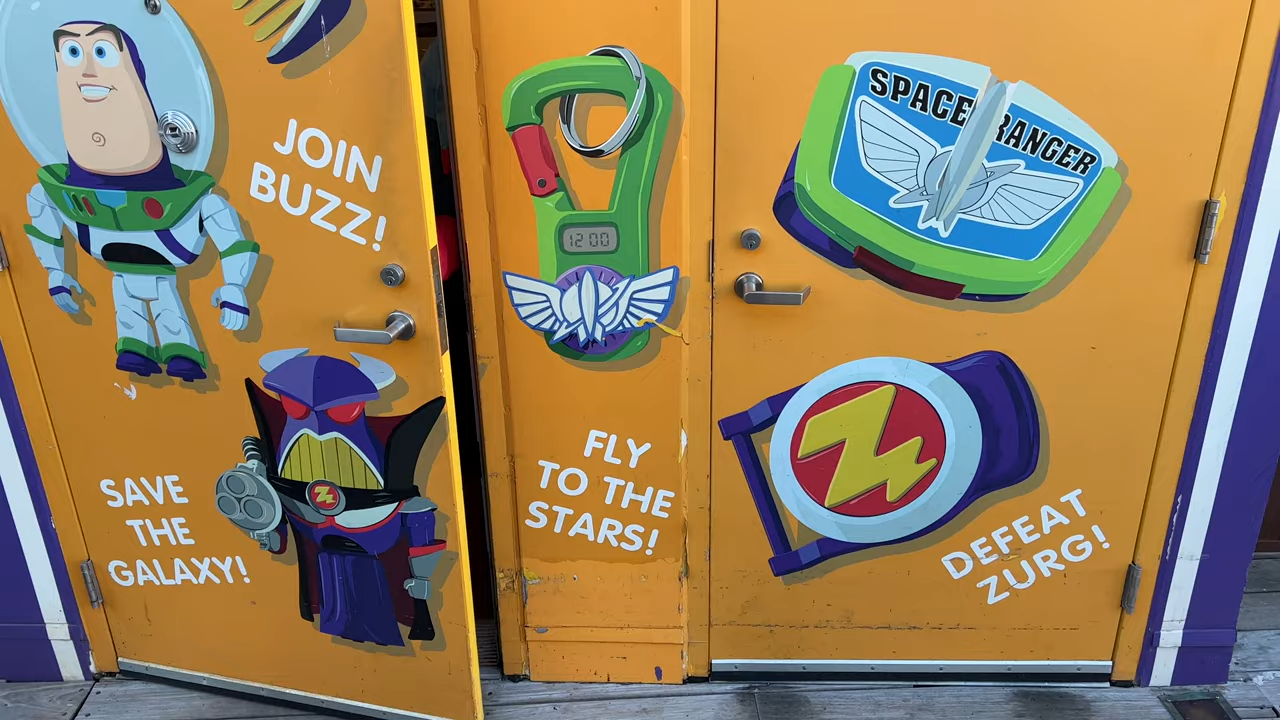 JOIN
BUZZ!
SAVE
THE
GALAXY!
Z
12:00
FLY
TO THE
STARS!
SPACE RANGER
Z
DEFEAT
ZURG!